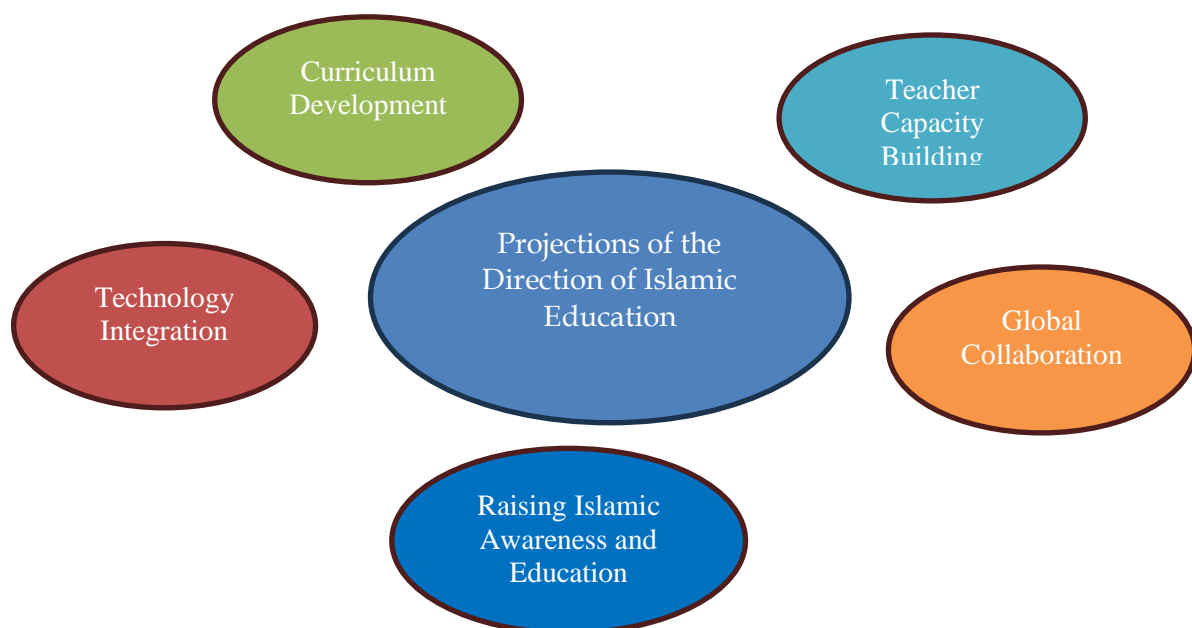 Curriculum
Development
Teacher
Capacity
Building
Projections of the
Direction of Islamic
Education
Technology
Integration
Global
Collaboration
Raising Islamic
Awareness and
Education